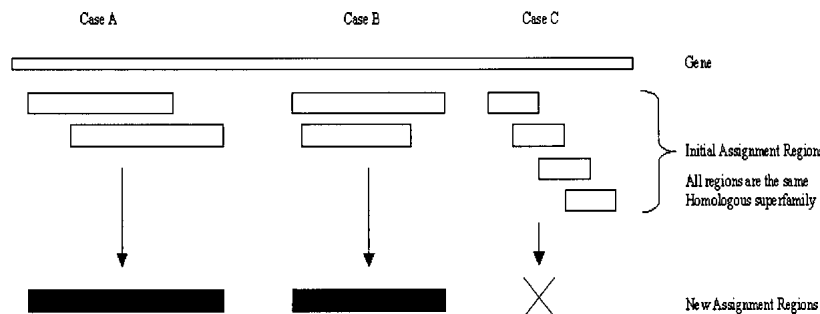 Case A
Case B
Case C
Gene
Initial Assignment Regions
All regions are the same
Homologous superfamily
New Assignment Regions